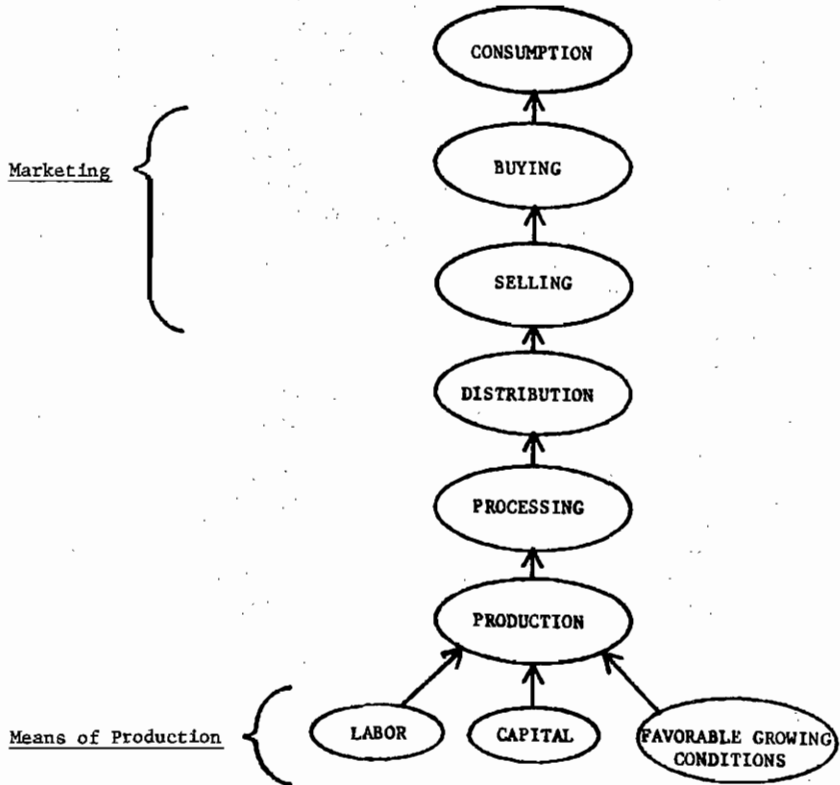 CONSUMPTION
Marketing
BUYING
SELLING
DISTRIBUTION
PROCESSING
PRODUCTION
Means of Production
LABOR
CAPITAL
FAVORABLE GROWING
CONDITIONS